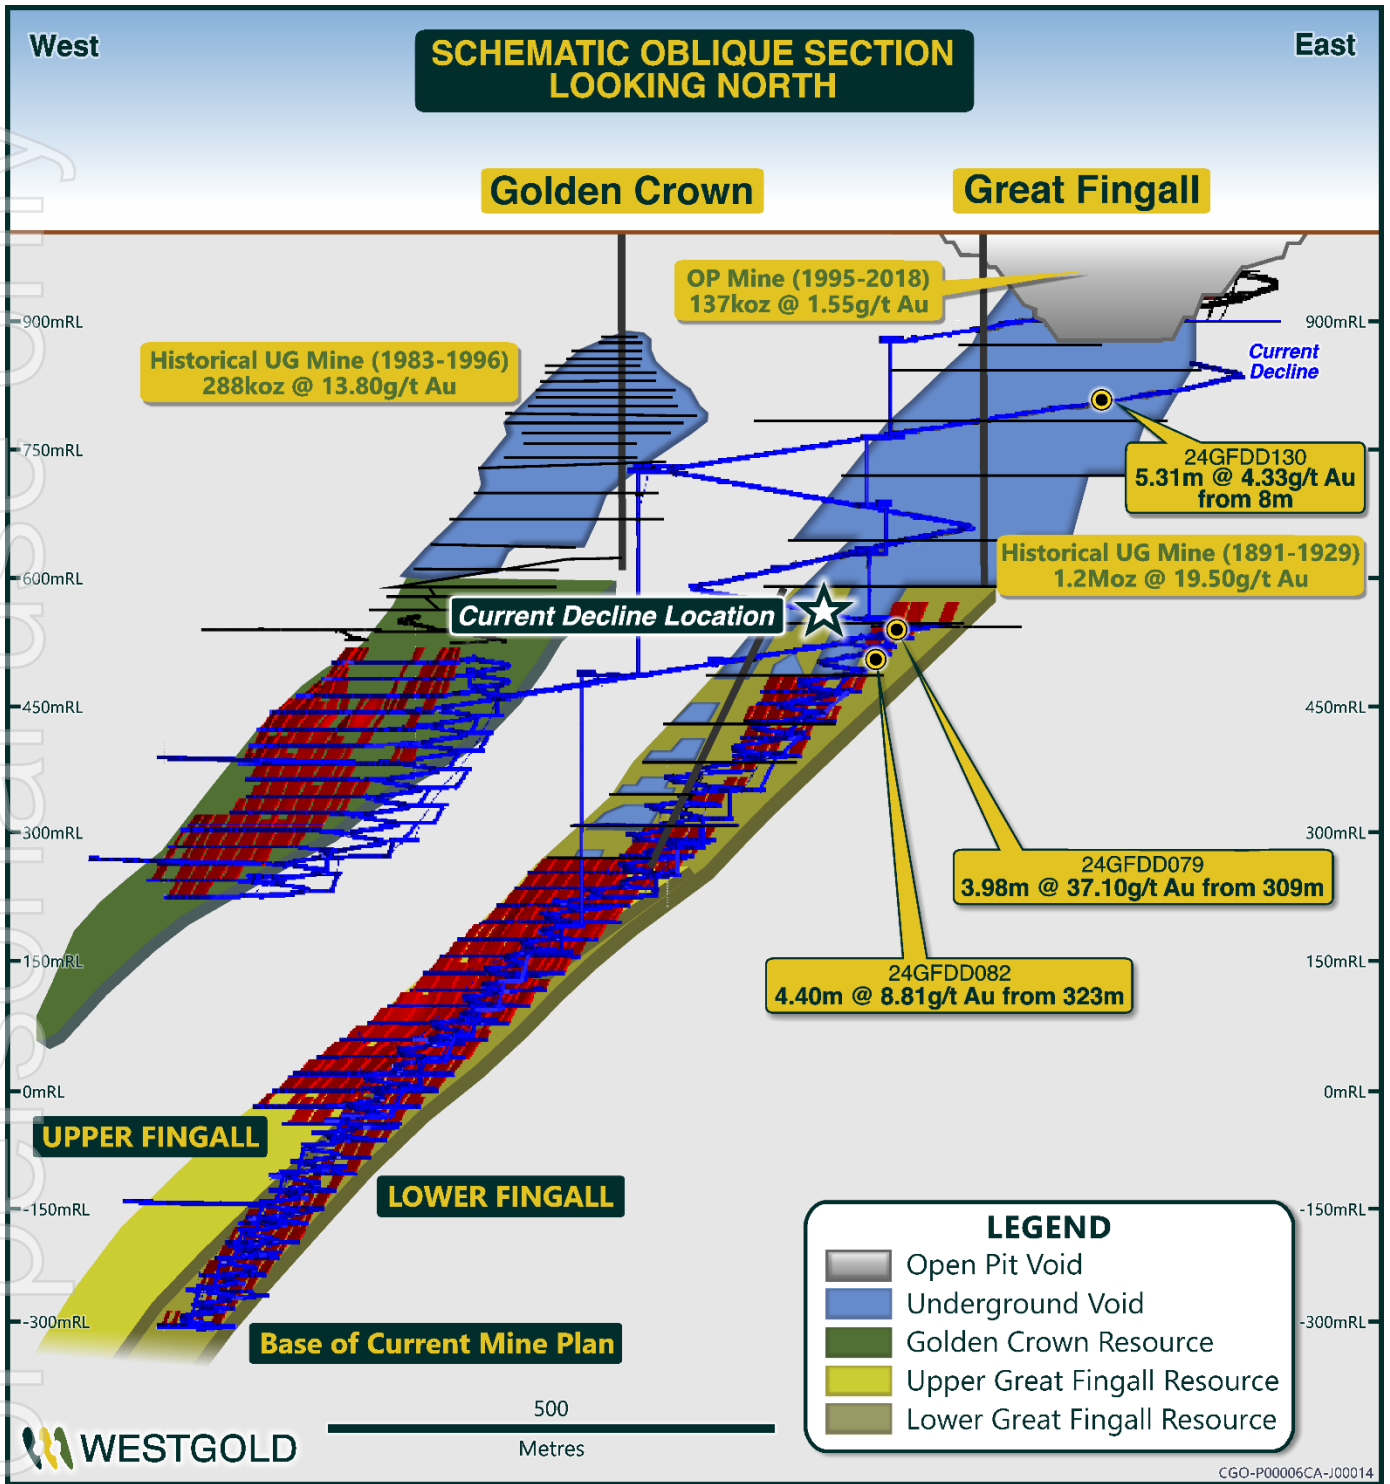 West
East
SCHEMATIC OBLIQUE SECTION
LOOKING NORTH
Golden Crown
Great Fingall
OP Mine (1995-2018)
137koz @ 1.55g/t Au
900mRL
900mRL
Historical UG Mine (1983-1996)
288koz @ 13.80g/t Au
Current
Decline
750mRL
750mRL
24GFDD130
5.31m @ 4.33g/t Au
from 8m
Historical UG Mine (1891-1929)
1.2Moz @ 19.50g/t Au
600mRL
600mRL
Current Decline Location
450mRL
450mRL
300mRL
300mRL
24GFDD079
3.98m @ 37.10g/t Au from 309m
150mRL
150mRL
24GFDD082
4.40m @ 8.81g/t Au from 323m
0mRL
0mRL
UPPER FINGALL
LOWER FINGALL
-150mRL
-150mRL
-300mRL
-300mRL
Base of Current Mine Plan
LEGEND
Open Pit Void
Underground Void
Golden Crown Resource
Upper Great Fingall Resource
Lower Great Fingall Resource
500
Metres
WESTGOLD
CGO-P00006CA-J00014
or personal use only